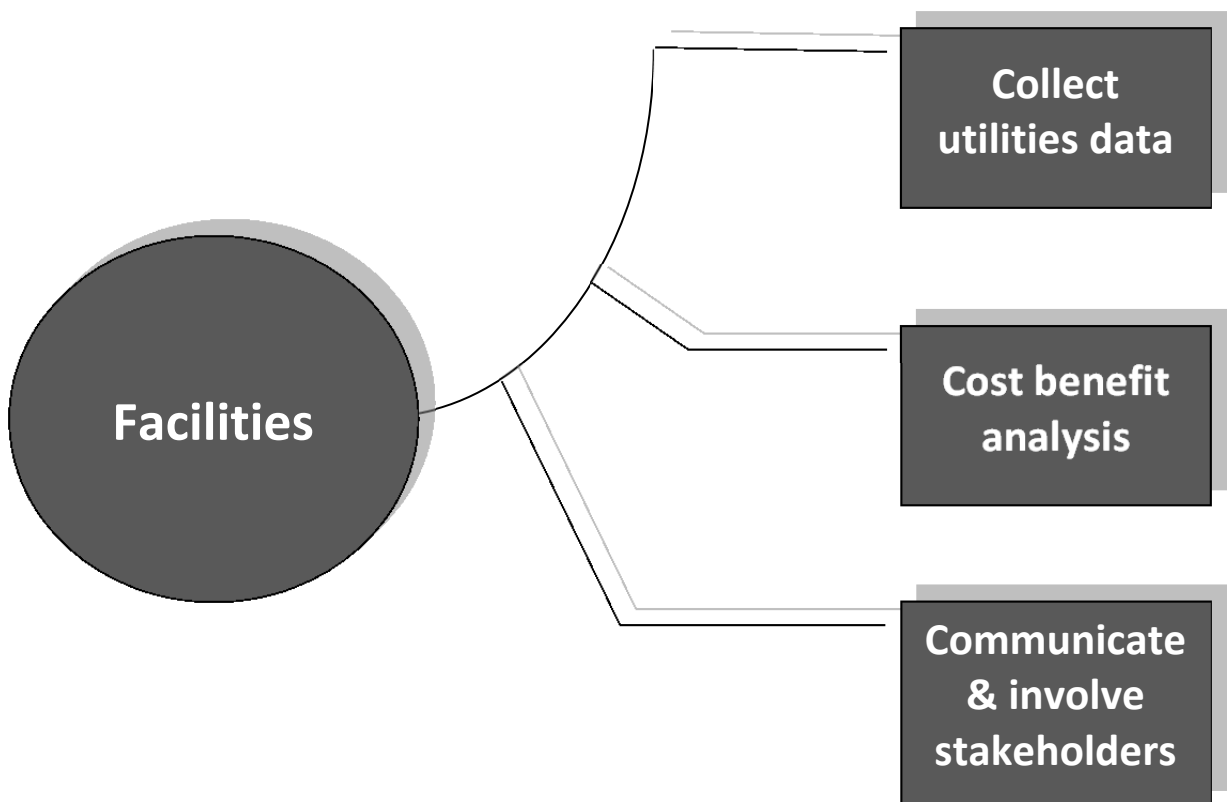 Collect
utilities data
Facilities
Cost benefit
analysis
Communicate
& involve
stakeholders